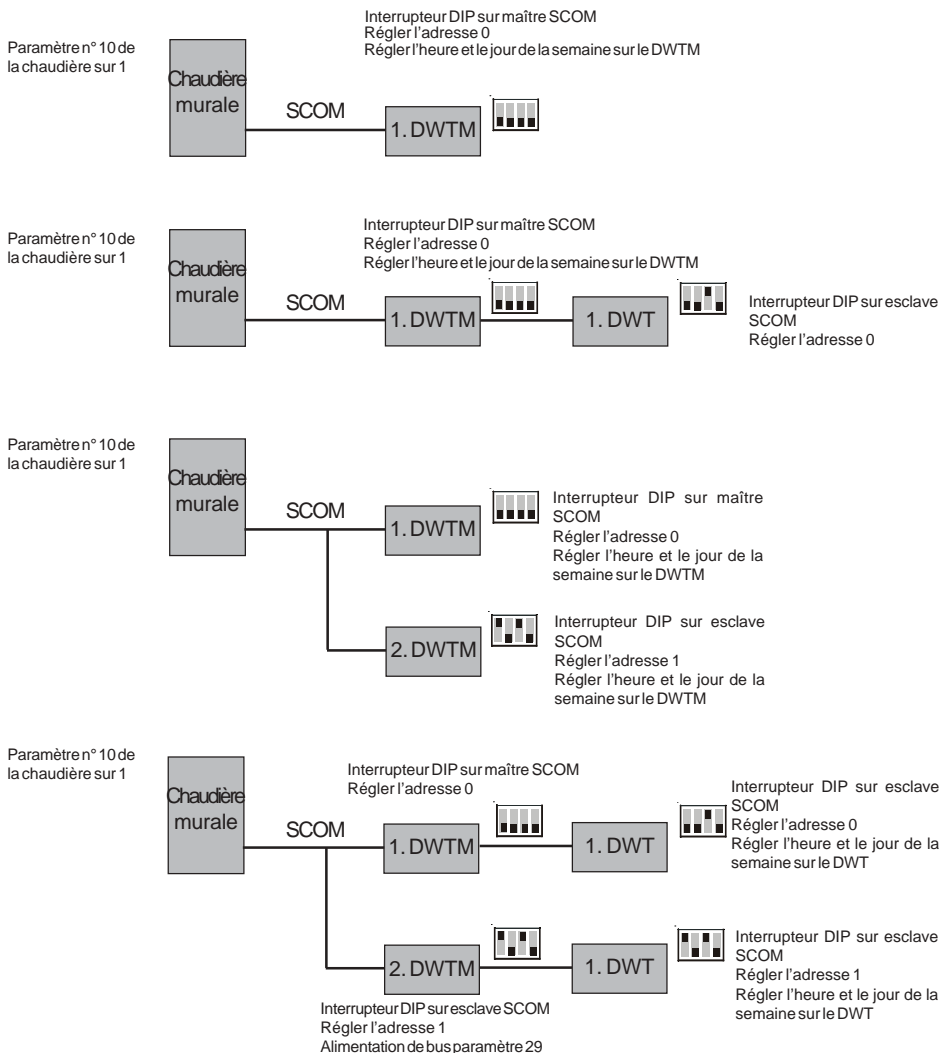 Interrupteur DIP sur maître SCOM
Régler l'adresse 0
Régler l'heure et le jour de la semaine sur le DWTM
Paramètre n° 10 de
la chaudière sur 1
Chaudière
murale
SCOM
1. DWTM
Interrupteur DIP sur maître SCOM
Régler l'adresse 0
Régler l'heure et le jour de la semaine sur le DWTM
Paramètre n° 10 de
la chaudière sur 1
Chaudière
murale
SCOM
1. DWTM
1. DWT
Interrupteur DIP sur esclave
SCOM
Régler l'adresse 0
Paramètre n° 10 de
la chaudière sur 1
Chaudière
murale
SCOM
1. DWTM
Interrupteur DIP sur maître
SCOM
Régler l'adresse 0
Régler l'heure et le jour de la
semaine sur le DWTM
2. DWTM
Interrupteur DIP sur esclave
SCOM
Régler l'adresse 1
Régler l'heure et le jour de la
semaine sur le DWTM
Paramètre n° 10 de
la chaudière sur 1
Chaudière
murale
SCOM
Interrupteur DIP sur maître SCOM
Régler l'adresse 0
1. DWTM
1. DWT
Interrupteur DIP sur esclave
SCOM
Régler l'adresse 0
Régler l'heure et le jour de la
semaine sur le DWT
2. DWTM
1. DWT
Interrupteur DIP sur esclave
SCOM
Régler l'adresse 1
Régler l'heure et le jour de la
semaine sur le DWT
Interrupteur DIP sur esclave SCOM
Régler l'adresse 1
Alimentation de bus paramètre 29